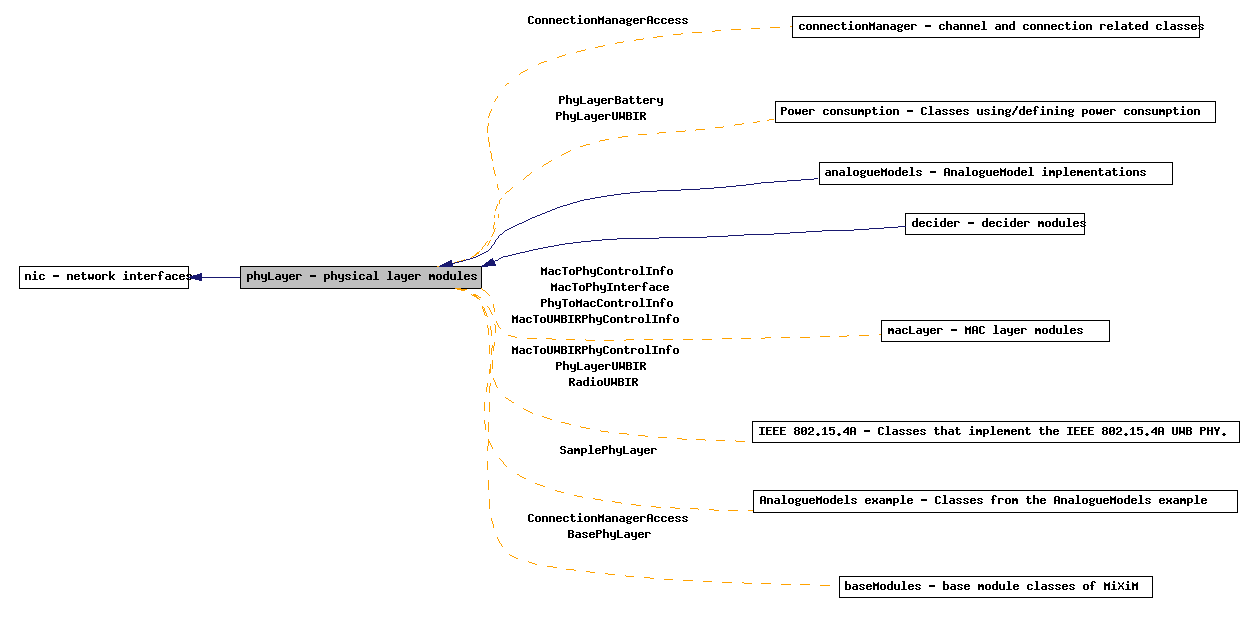 ConnectionManagerAccess
connectionManager - channel and connection related classes
PhyLayerBattery
PhyLayerUWBIR
Power consumption - Classes using/defining power consumption
analogueModels - AnalogueModel implementations
decider - decider modules
nic - network interfaces
phyLayer - physical layer modules
MacToPhyControlInfo
MacToPhyInterface
PhyToMacControlInfo
MacToUWBIRPhyControlInfo
macLayer - MAC layer modules
MacToUWBIRPhyControlInfo
PhyLayerUWBIR
RadioUWBIR
IEEE 802.15.4A - Classes that implement the IEEE 802.15.4A UWB PHY.
SamplePhyLayer
AnalogueModels example - Classes from the AnalogueModels example
ConnectionManagerAccess
BasePhyLayer
baseModules - base module classes of MiXiM